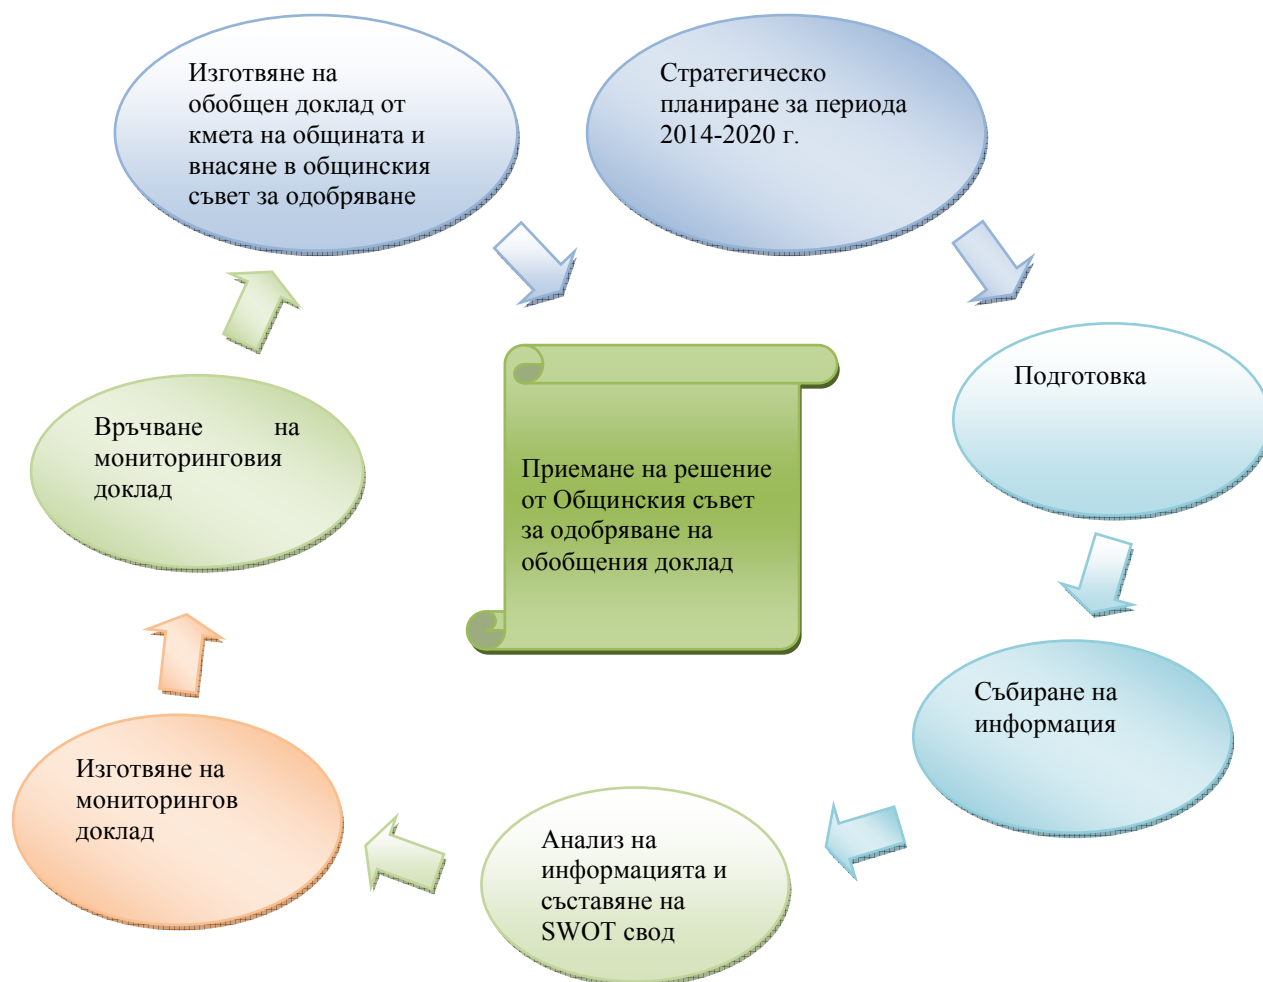 Изготвяне на
обобщен доклад от
кмета на общината и
внасяне в общинския
съвет за одобряване
Стратегическо
планиране за периода
2014-2020 г.
Подготовка
Събиране на
информация
Анализ на
информацията и
съставяне на
SWOT свод
Изготвяне на
мониторингов
доклад
Връчване на
мониторинговия
доклад
Приемане на решение
от Общинския съвет
за одобряване на
обобщения доклад